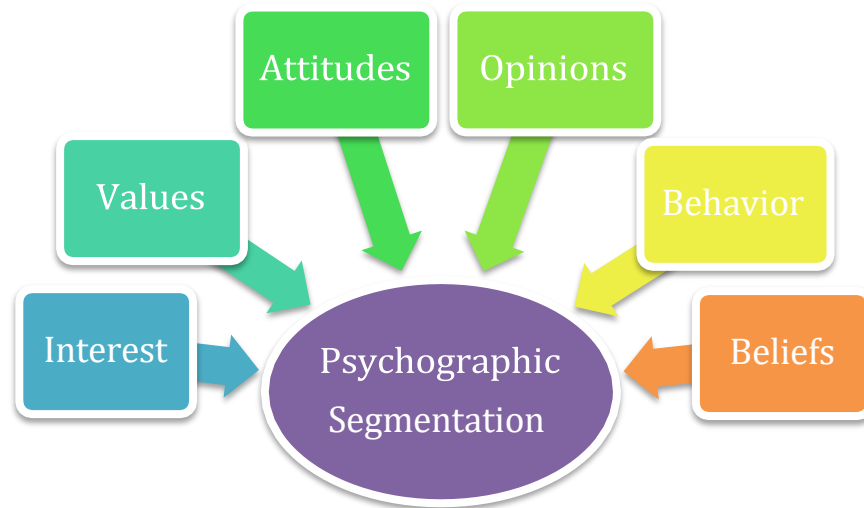 Attitudes
Opinions
Values
Behavior
Interest
Beliefs
Psychographic
Segmentation